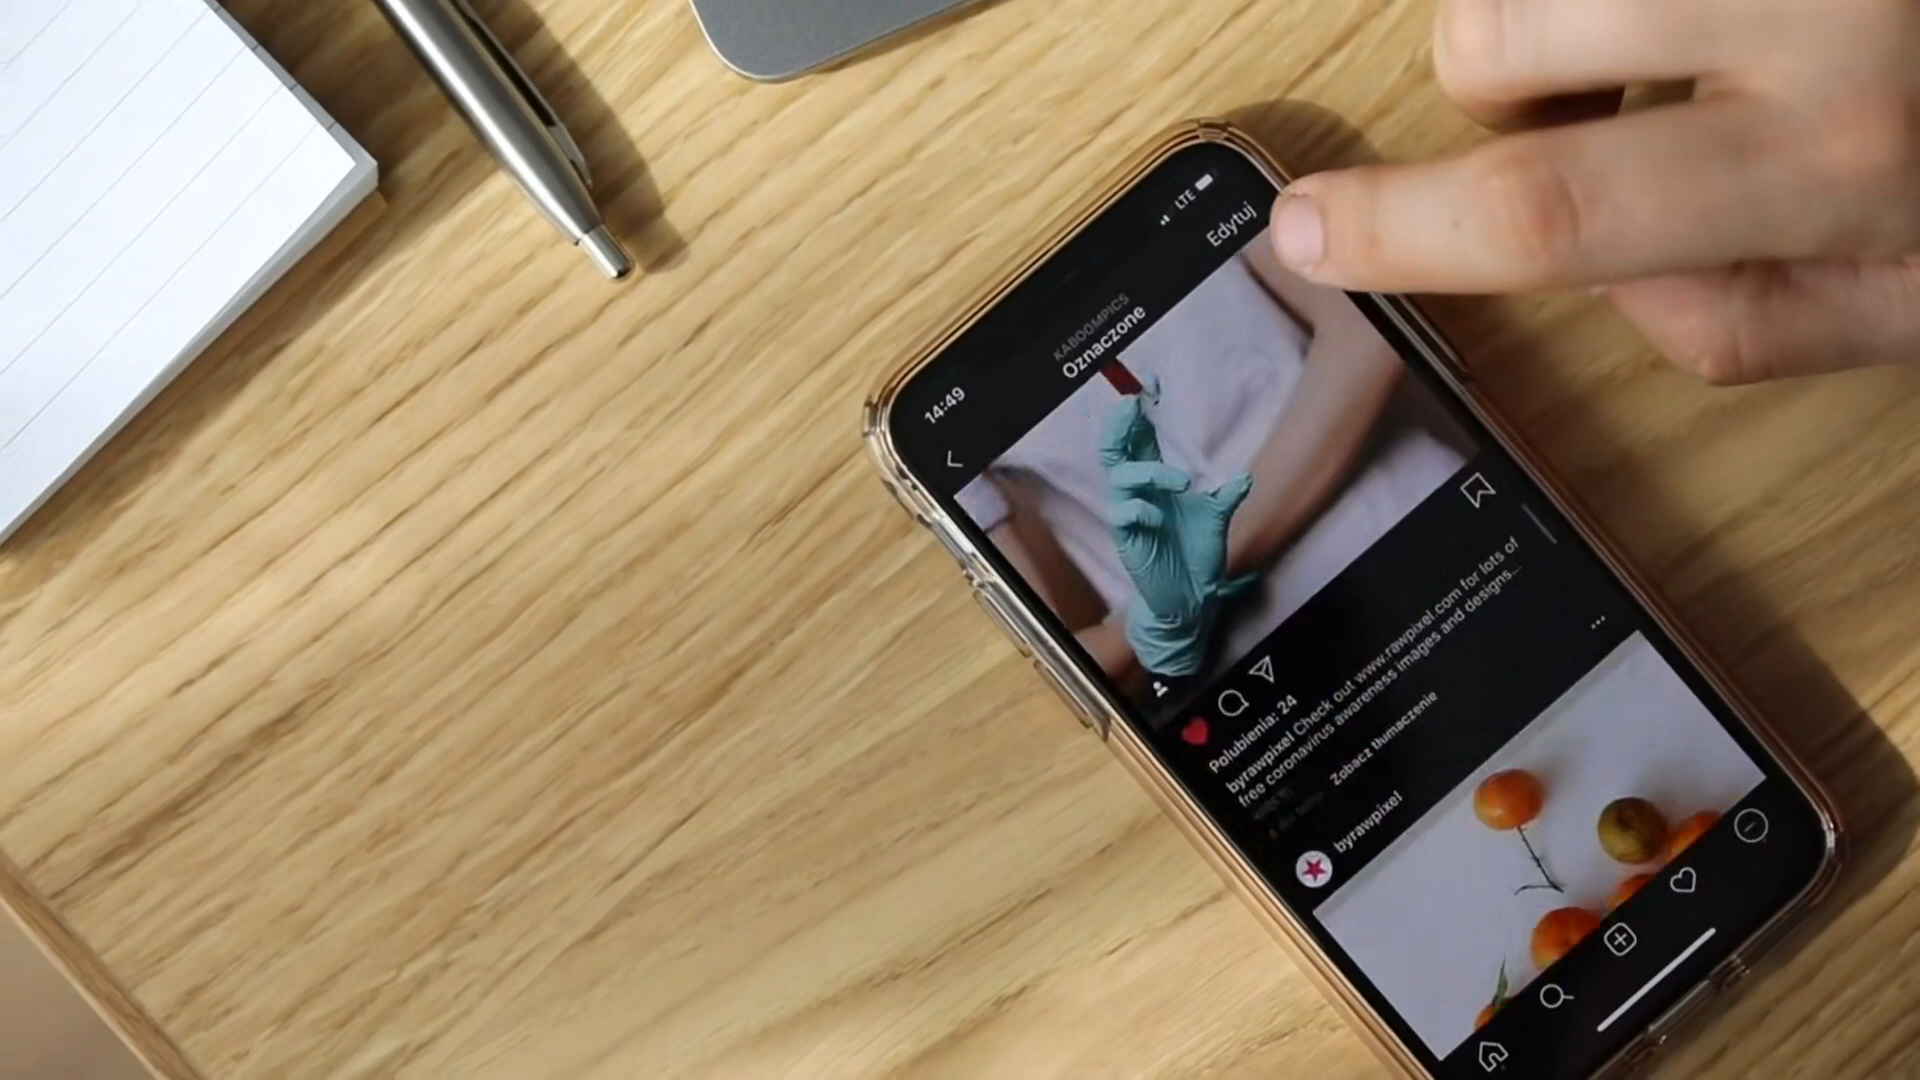 14:49
LTE
KABOOMPICS
Oznaczone
Edytuj
Polubienia: 24
byrawpixel Check out www.rawpixel.com for lots of
free coronavirus awareness images and designs...
Zobacz tłumaczenie
byrawpixel